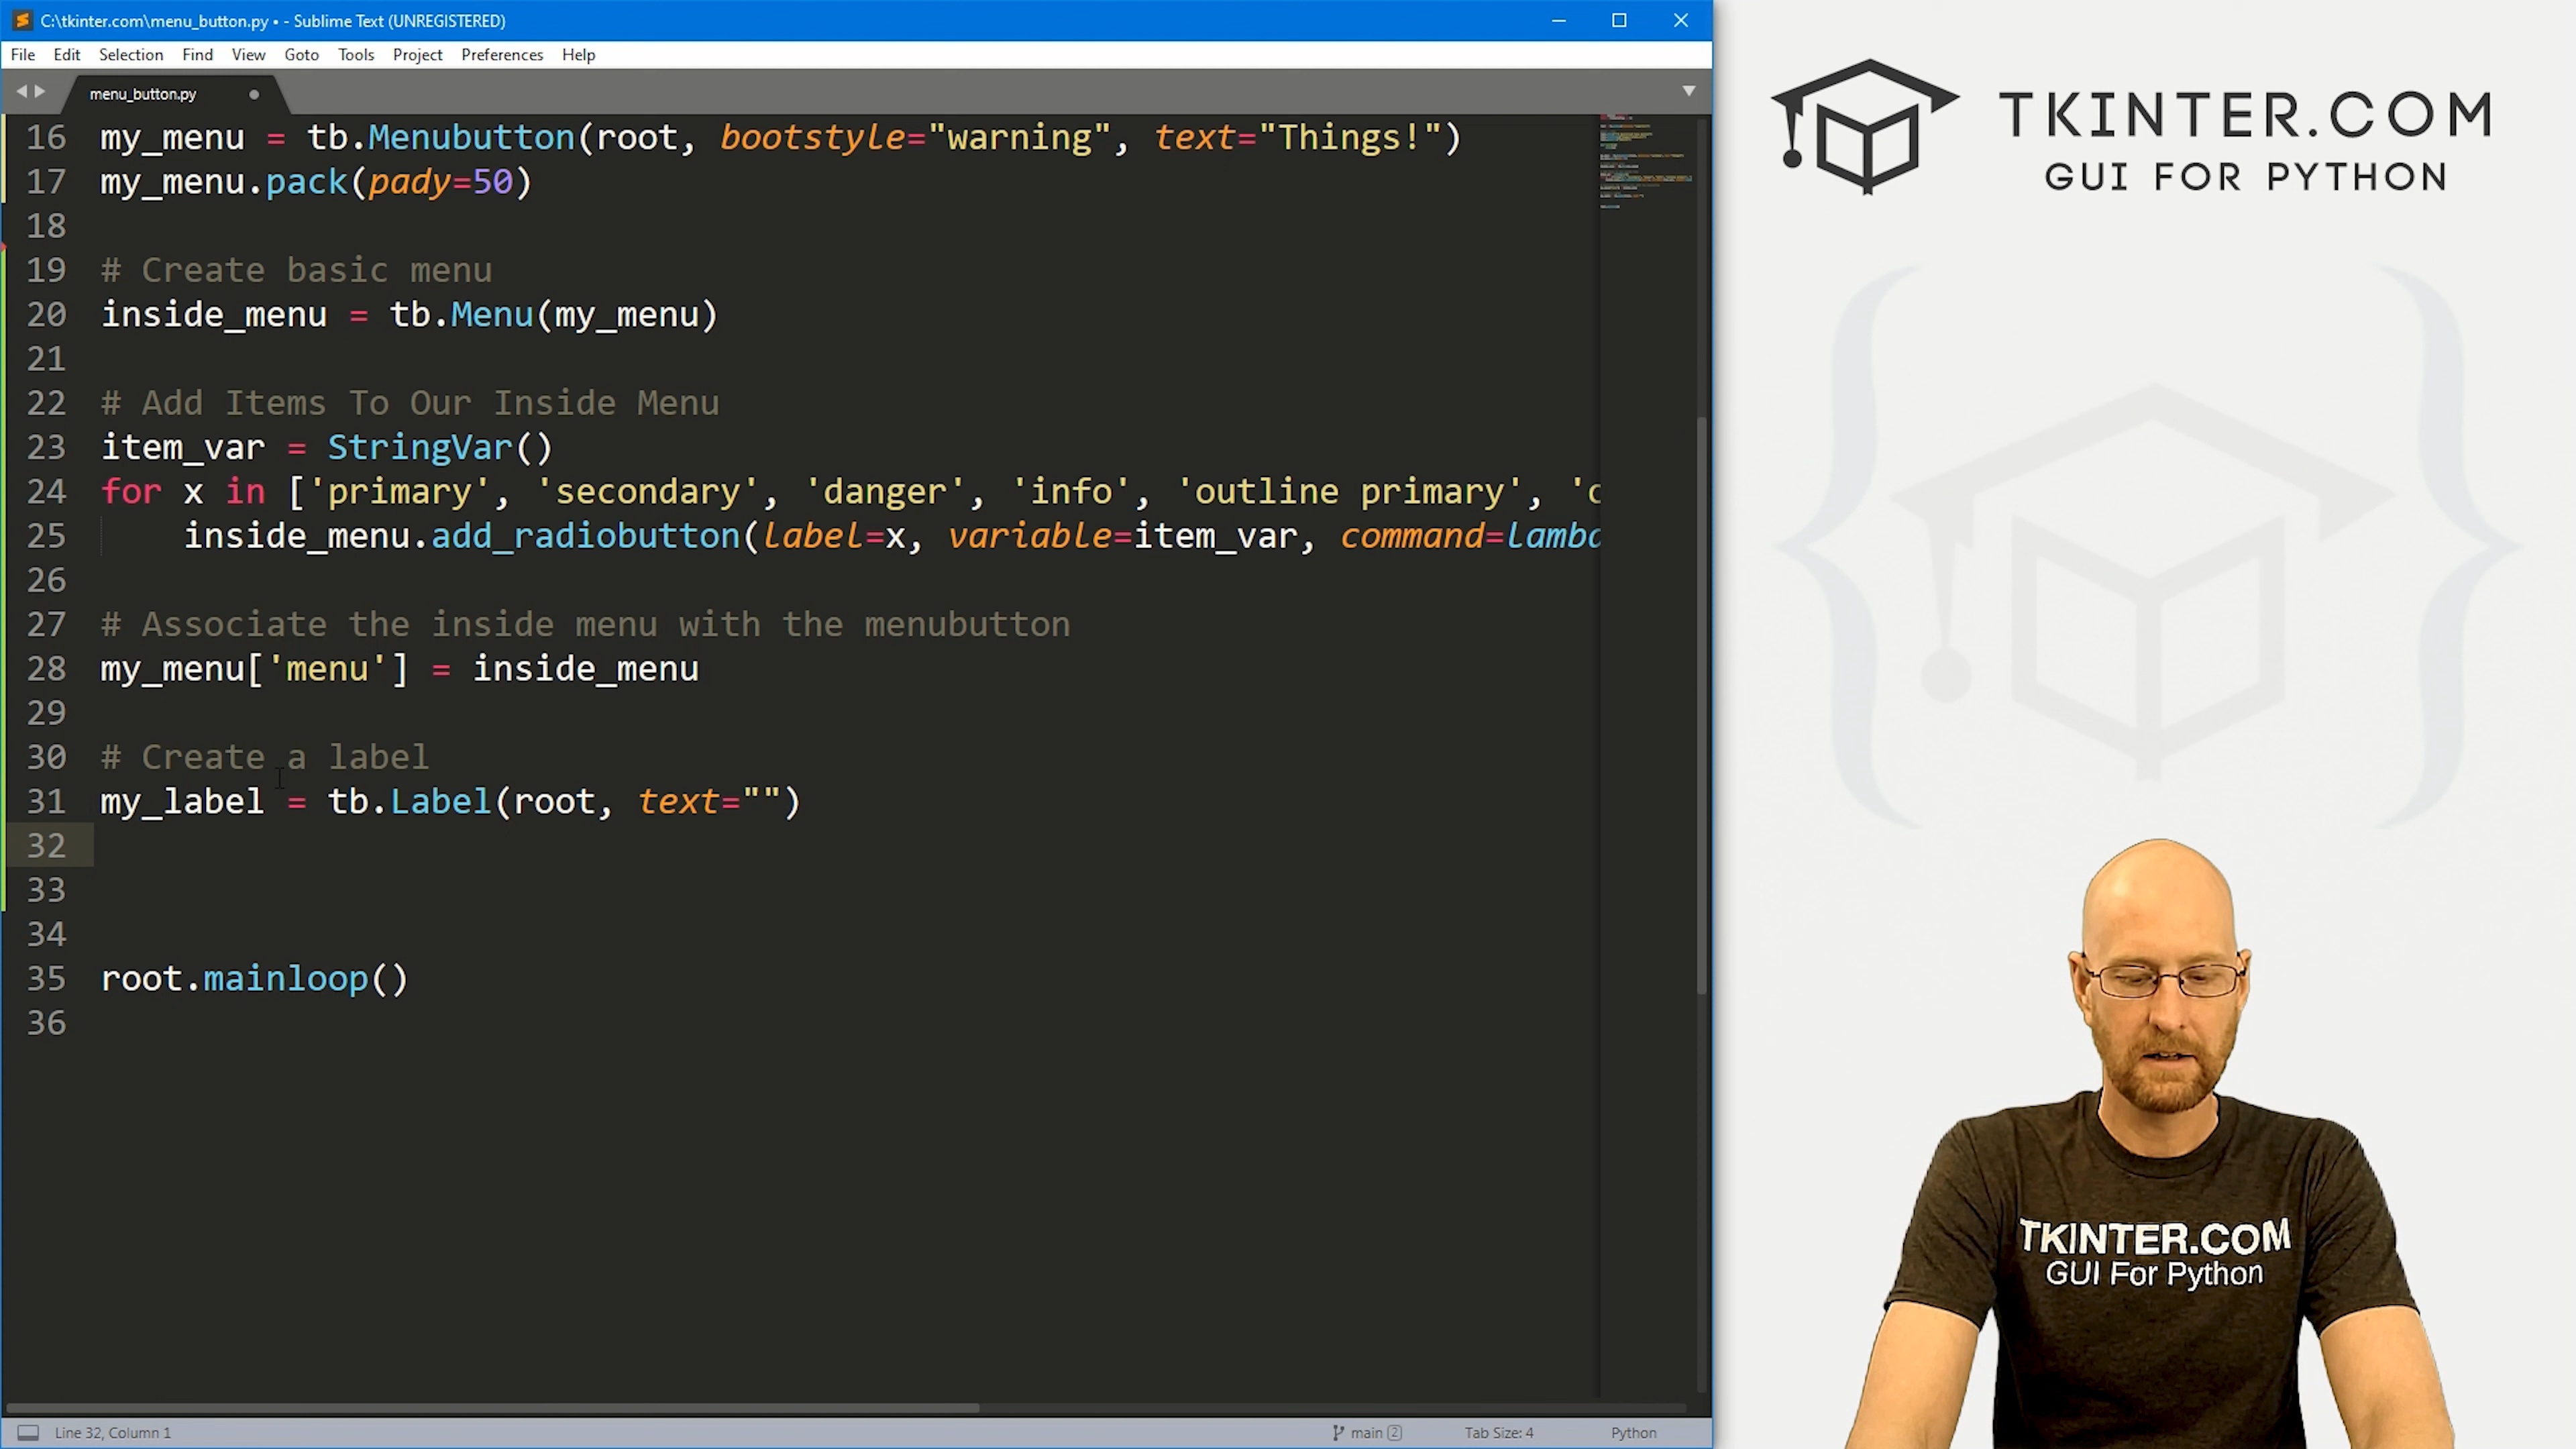 C:\tkinter.com\menu_button.py • - Sublime Text (UNREGISTERED)
File Edit Selection Find View Goto Tools Project Preferences Help
menu_button.py
16 my_menu = tb.Menubutton(root, bootstyle="warning", text="Things!")
17 my_menu.pack(pady=50)
18
19 # Create basic menu
20 inside_menu = tb.Menu(my_menu)
21
22 # Add Items To Our Inside Menu
23 item_var = StringVar()
24 for x in ['primary', 'secondary', 'danger', 'info', 'outline primary',
25 inside_menu.add_radiobutton(label=x, variable=item_var,
26
27 # Associate the inside menu with the menubutton
28 my_menu['menu'] = inside_menu
29
30 # Create a label
31 my_label = tb.Label(root, text="")
32
33
34
35 root.mainloop()
36
Line 32, Column 1
main 2
Tab Size: 4
Python
TKINTER.COM
GUI FOR PYTHON
TKINTER.COM
GUI For Python